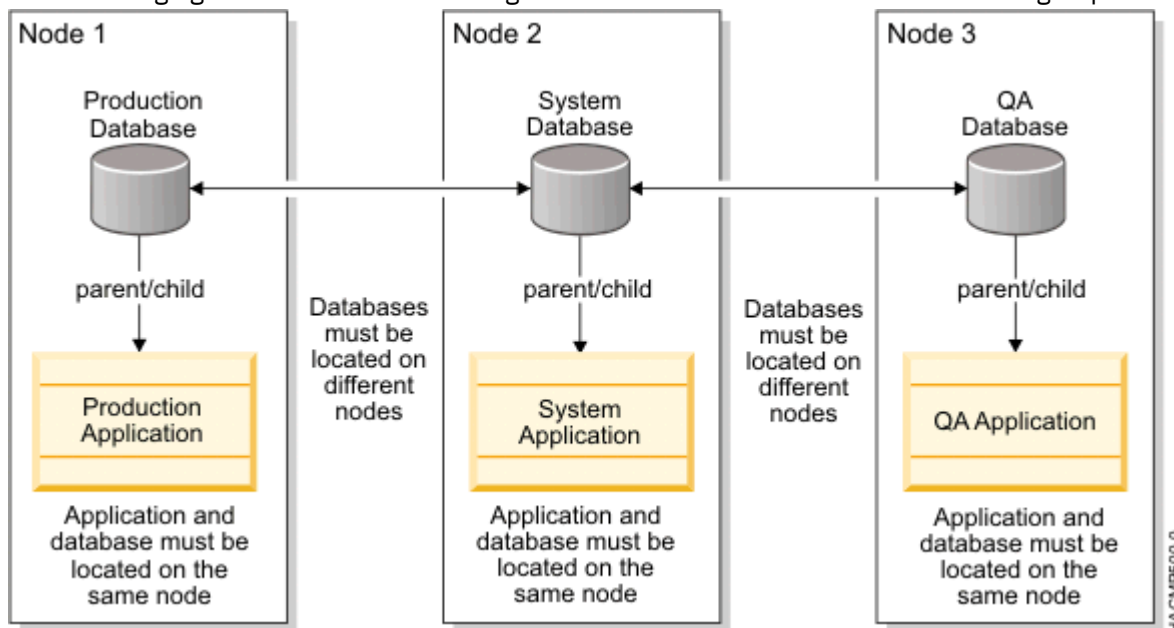 Node 1
Production
Database
parent/child
Production
Application
Application and
database must be
located on the
same node
Databases
must be
located on
different
nodes
Node 2
System
Database
parent/child
System
Application
Application and
database must be
located on the
same node
Databases
must be
located on
different
nodes
Node 3
QA
Database
parent/child
QA Application
Application and
database must be
located on the
same node